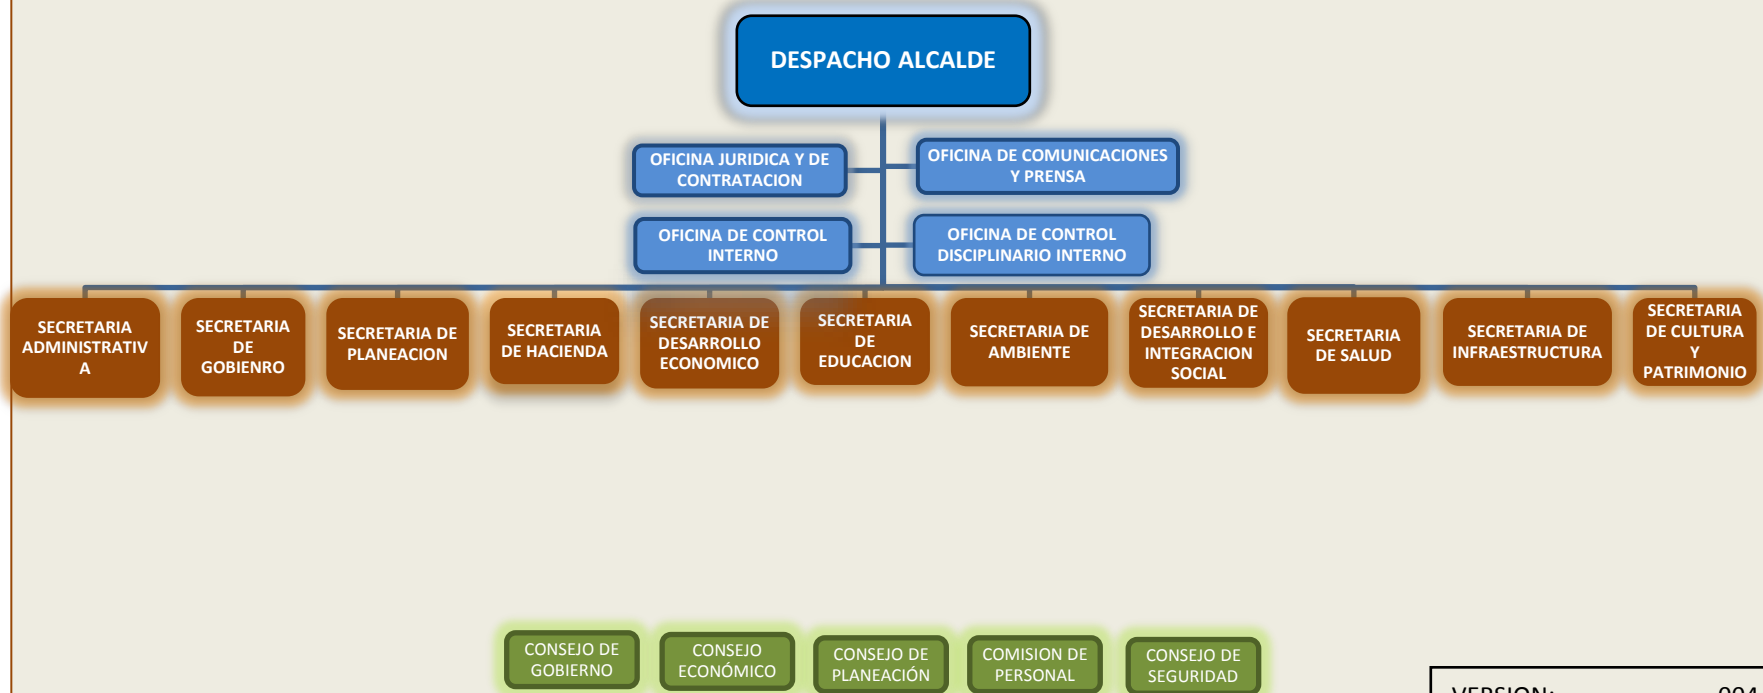 DESPACHO ALCALDE
OFICINA JURIDICA Y DE
CONTRATACION
OFICINA DE COMUNICACIONES
Y PRENSA
OFICINA DE CONTROL
INTERNO
OFICINA DE CONTROL
DISCIPLINARIO INTERNO
SECRETARIA
ADMINISTRATIV
A
SECRETARIA
DE
GOBIENRO
SECRETARIA DE
PLANEACION
SECRETARIA
DE HACIENDA
SECRETARIA DE
DESARROLLO
ECONOMICO
SECRETARIA
DE
EDUCACION
SECRETARIA DE
AMBIENTE
SECRETARIA DE
DESARROLLO E
INTEGRACION
SOCIAL
SECRETARIA
DE SALUD
SECRETARIA DE
INFRAESTRUCTURA
SECRETARIA
DE CULTURA
Y
PATRIMONIO
CONSEJO DE
GOBIERNO
CONSEJO
ECONÓMICO
CONSEJO DE
PLANEACIÓN
COMISION DE
PERSONAL
CONSEJO DE
SEGURIDAD
VERSION: 004